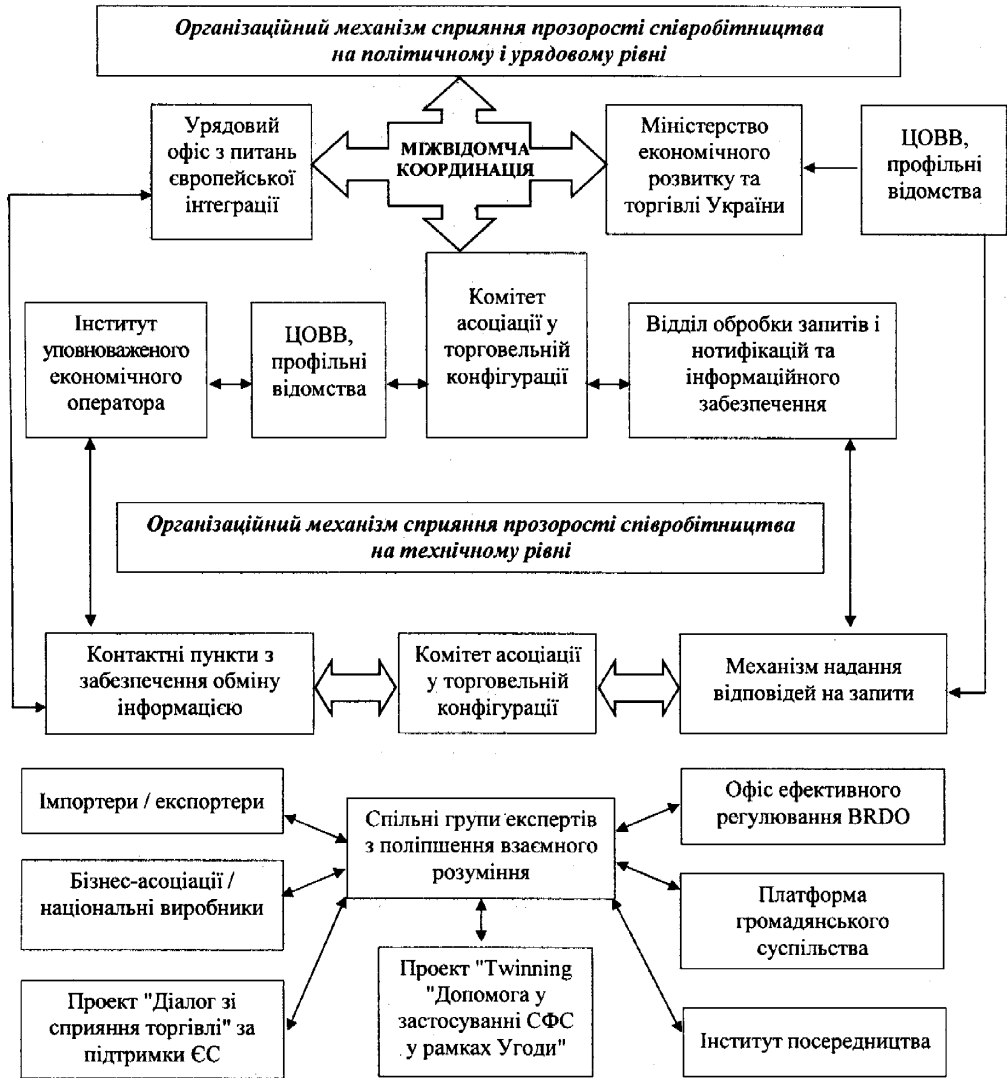 Організаційний механізм сприяння прозорості співробітництва
на політичному і урядовому рівні
Урядовий
офіс з питань
європейської
інтеграції
МІЖВІДОМЧА
КООРДИНАЦІЯ
Міністерство
економічного
розвитку та
торгівлі України
ЦОВВ,
профільні
відомства
Інститут
уповноваженого
економічного
оператора
ЦОВВ,
профільні
відомства
Комітет
асоціації у
торговельній
конфігурації
Відділ обробки запитів і
нотифікацій та
інформаційного
забезпечення
Організаційний механізм сприяння прозорості співробітництва
на технічному рівні
Контактні пункти з
забезпечення обміну
інформацією
Комітет асоціації
у торговельній
конфігурації
Механізм надання
відповідей на запити
Імпортери / експортери
Спільні групи експертів
з поліпшення взаємного
розуміння
Офіс ефективного
регулювання BRDO
Бізнес-асоціації /
національні виробники
Платформа
громадянського
суспільства
Проект "Діалог зі
сприяння торгівлі" за
підтримки ЄС
Проект "Twinning
"Допомога у
застосуванні СФС
у рамках Угоди"
Інститут посередництва